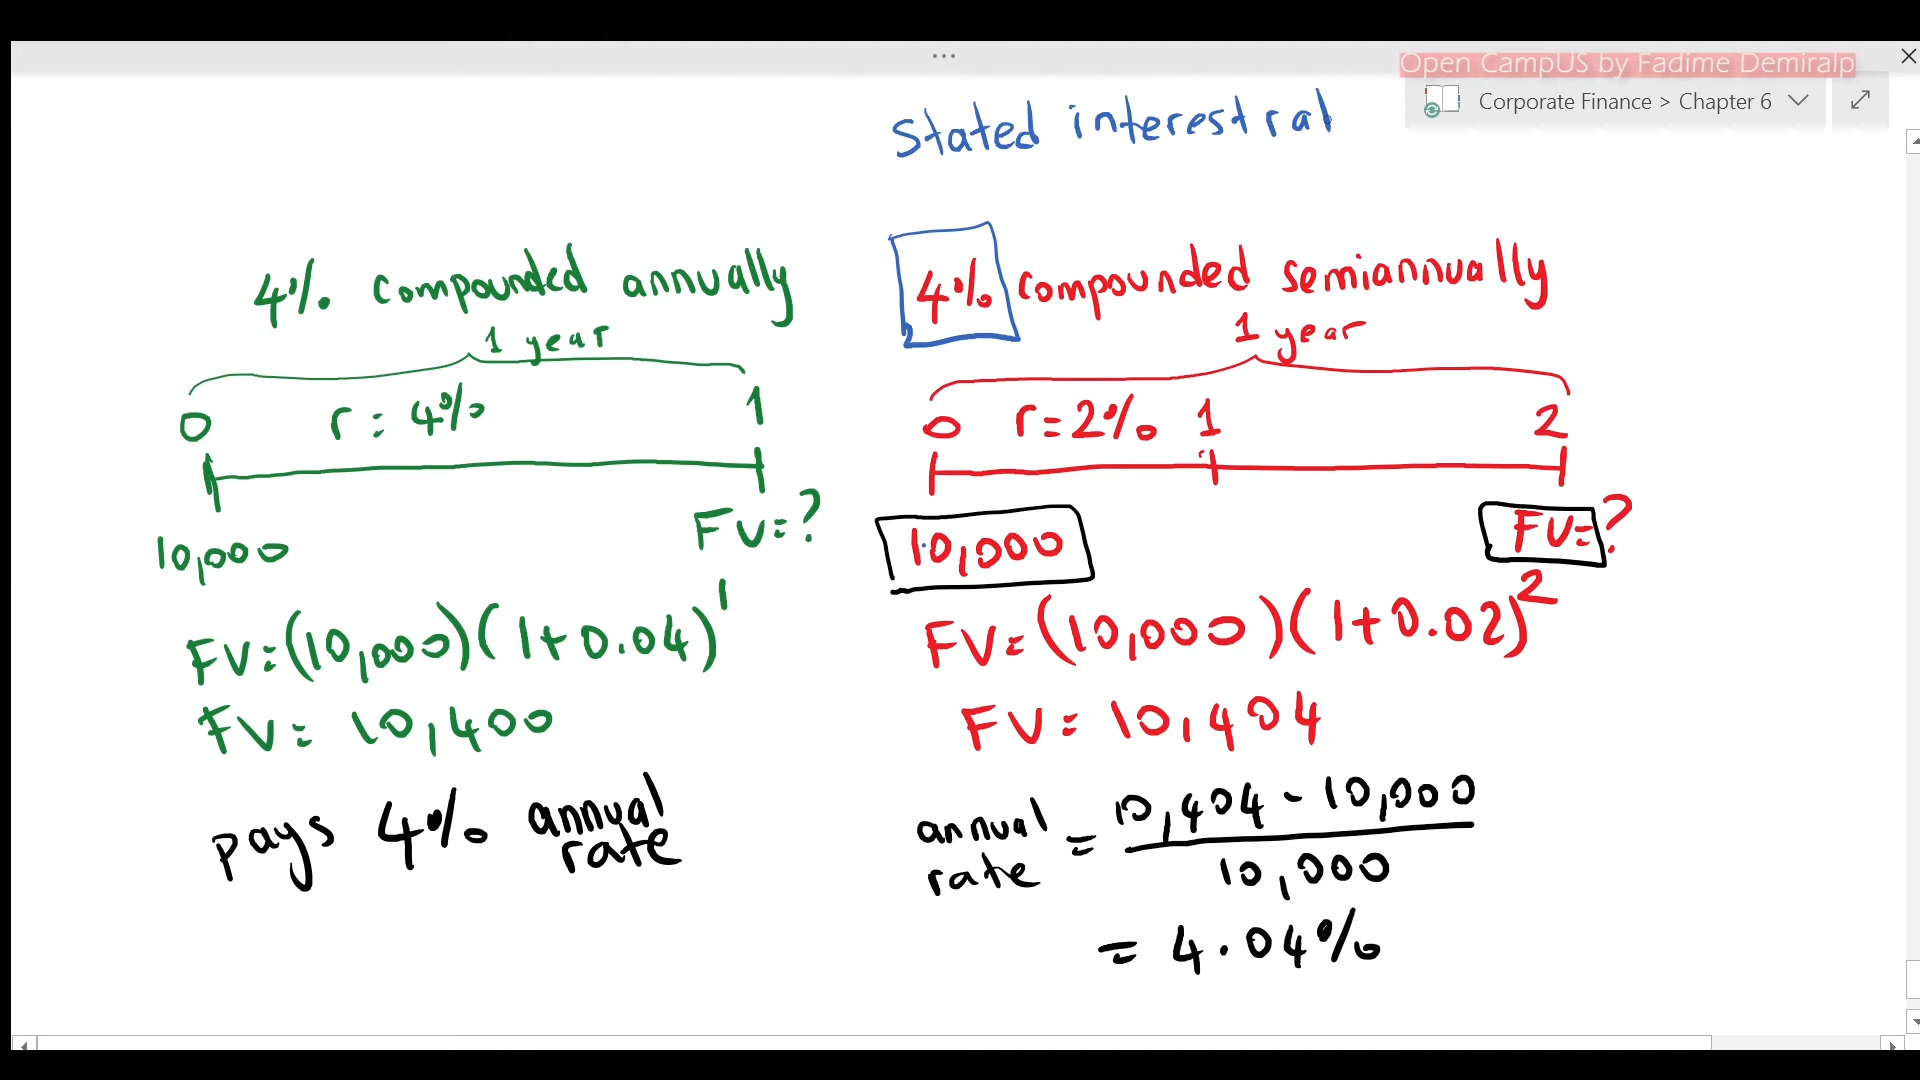 Open CampUS by Fadime Demiralp
Corporate Finance > Chapter 6
Stated interest rat
4% compounded annually
1 year
0 r = 4% 1
10,000
FV=?
FV=(10,000)(1+0.04)^1
FV= 10,400
pays 4% annual rate
4% compounded semiannually
1 year
0 r=2% 1 2
10,000
FV=?
FV=(10,000)(1+0.02)^2
FV= 10,404
annual rate = 10,404 - 10,000
10,000
= 4.04%